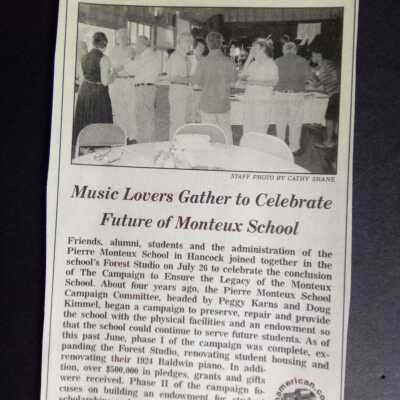 STAFF PHOTO BY CATHY SHANE
Music Lovers Gather to Celebrate
Future of Monteux School
Friends, alumni, students and the administration of the
Pierre Monteux School in Hancock joined together in the
school's Forest Studio on July 26 to celebrate the conclusion
of The Campaign to Ensure the Legacy of the Monteux
School. About four years ago, the Pierre Monteux School
Campaign Committee, headed by Peggy Karns and Doug
Kimmel, began a campaign to preserve, repair and provide
the school with the physical facilities and an endowment so
that the school could continue to serve future students. As of
this past June, phase I of the campaign was complete, ex-
panding the Forest Studio, renovating student housing and
renovating their 1924 Baldwin piano. In addi-
tion, over $500,000 in pledges, grants and gifts
were received. Phase II of the campaign fo-
cuses on building an endowment for
american.co